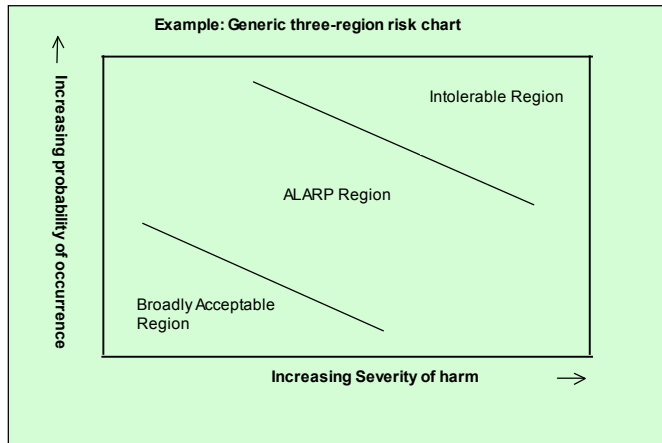 Example: Generic three-region risk chart
Increasing probability of occurrence
Intolerable Region
ALARP Region
Broadly Acceptable
Region
Increasing Severity of harm